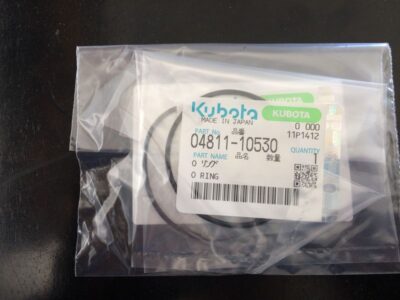 Kubota
KUBOTA
KUBOTA
MADE IN JAPAN
0 000
PART No. 品番
11P1412
04811-10530
QUANTITY
PART NAME 品名 数量 1
O リング
O RING